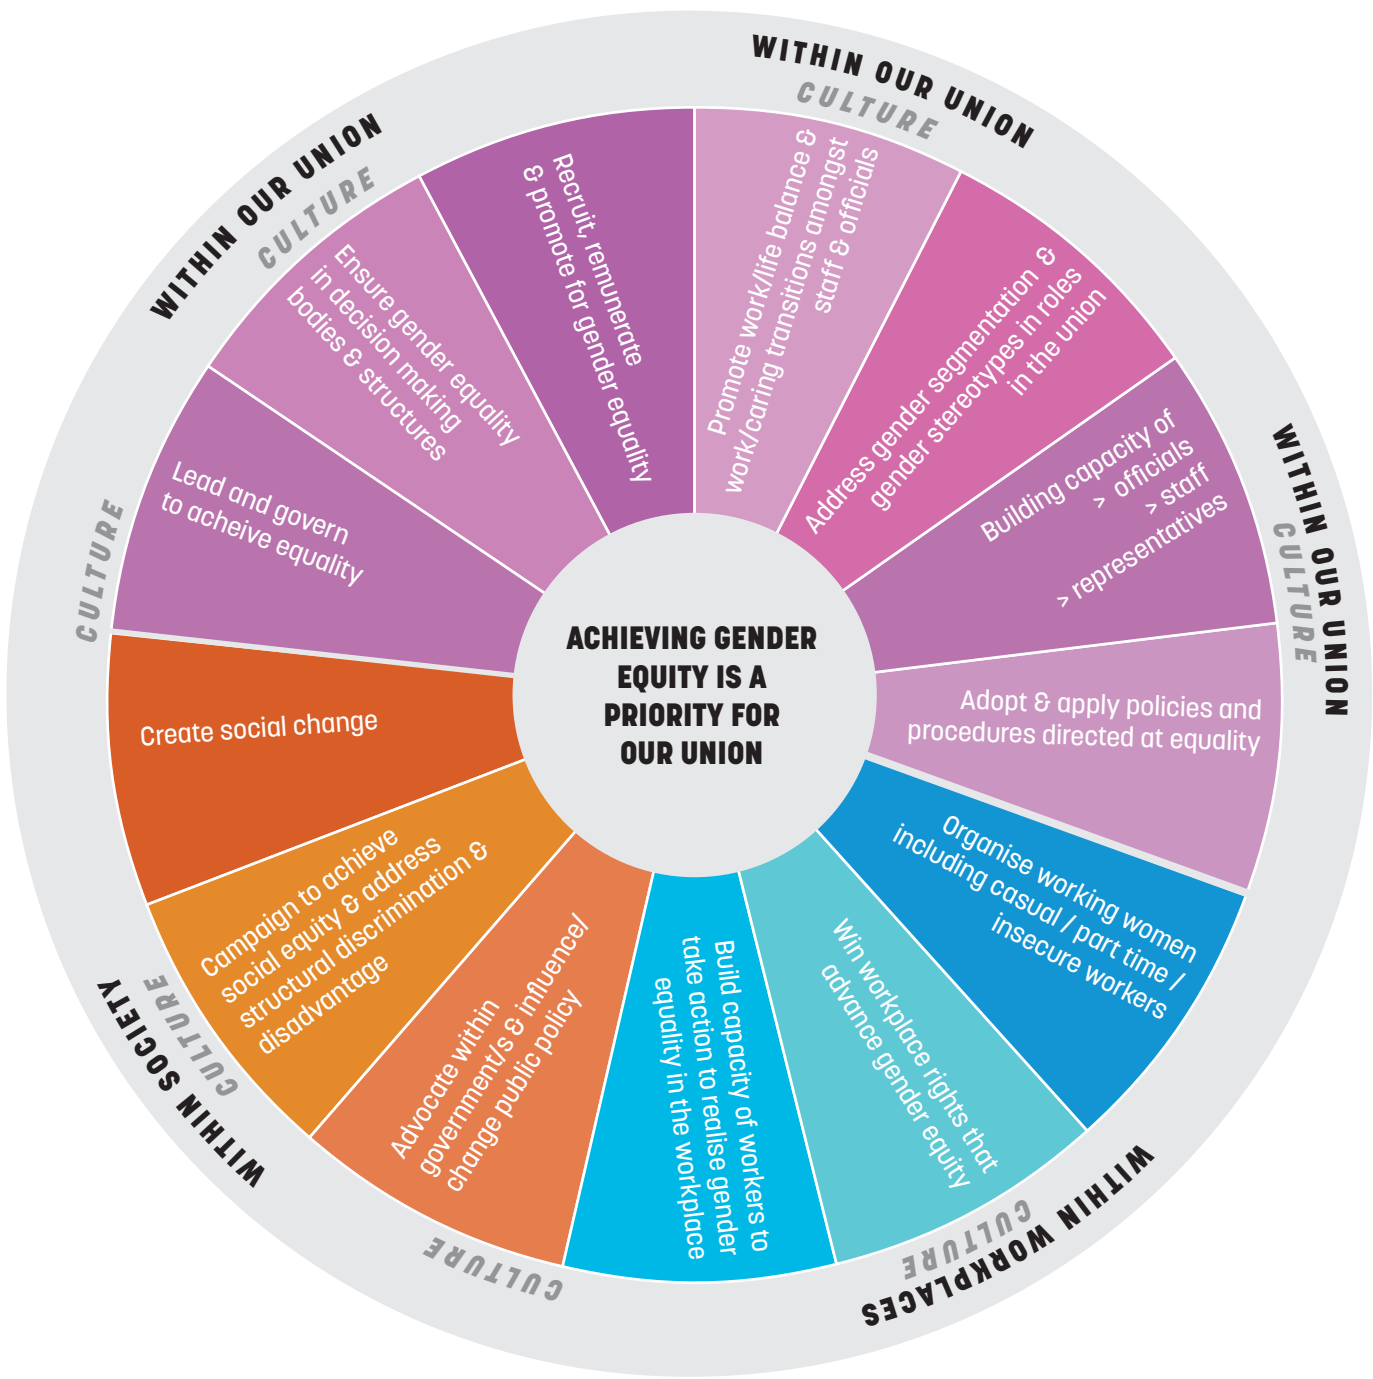 ACHIEVING GENDER
EQUITY IS A
PRIORITY FOR
OUR UNION
WITHIN OUR UNION
CULTURE
Promote work/life balance &
work/caring transitions amongst
staff & officials
Address gender segmentation &
gender stereotypes in roles
in the union
WITHIN OUR UNION
CULTURE
Building capacity of
> officials
> staff
> representatives
Adopt & apply policies and
procedures directed at equality
Organise working women
including casual / part time /
insecure workers
WITHIN WORKPLACES
CULTURE
Win workplace rights that
advance gender equity
Build capacity of workers to
take action to realise gender
equality in the workplace
CULTURE
Advocate within
government/s & influence/
change public policy
WITHIN SOCIETY
CULTURE
Campaign to achieve
social equity & address
structural discrimination &
disadvantage
Create social change
CULTURE
Lead and govern
to acheive equality
WITHIN OUR UNION
CULTURE
Ensure gender equality
in decision making
bodies & structures
Recruit, remunerate
& promote for gender equality